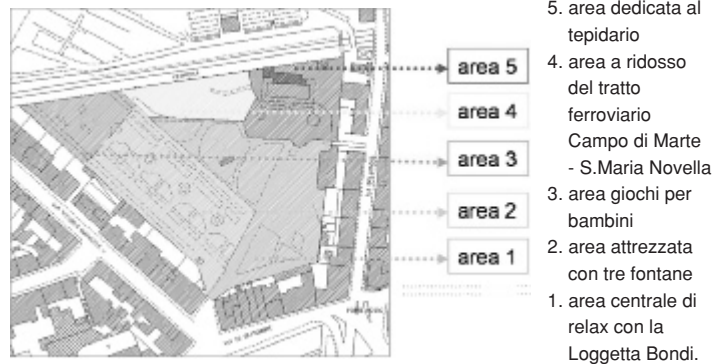 area 5
area 4
area 3
area 2
area 1
5. area dedicata al
tepidario
4. area a ridosso
del tratto
ferroviario
Campo di Marte
- S.Maria Novella
3. area giochi per
bambini
2. area attrezzata
con tre fontane
1. area centrale di
relax con la
Loggetta Bondi.